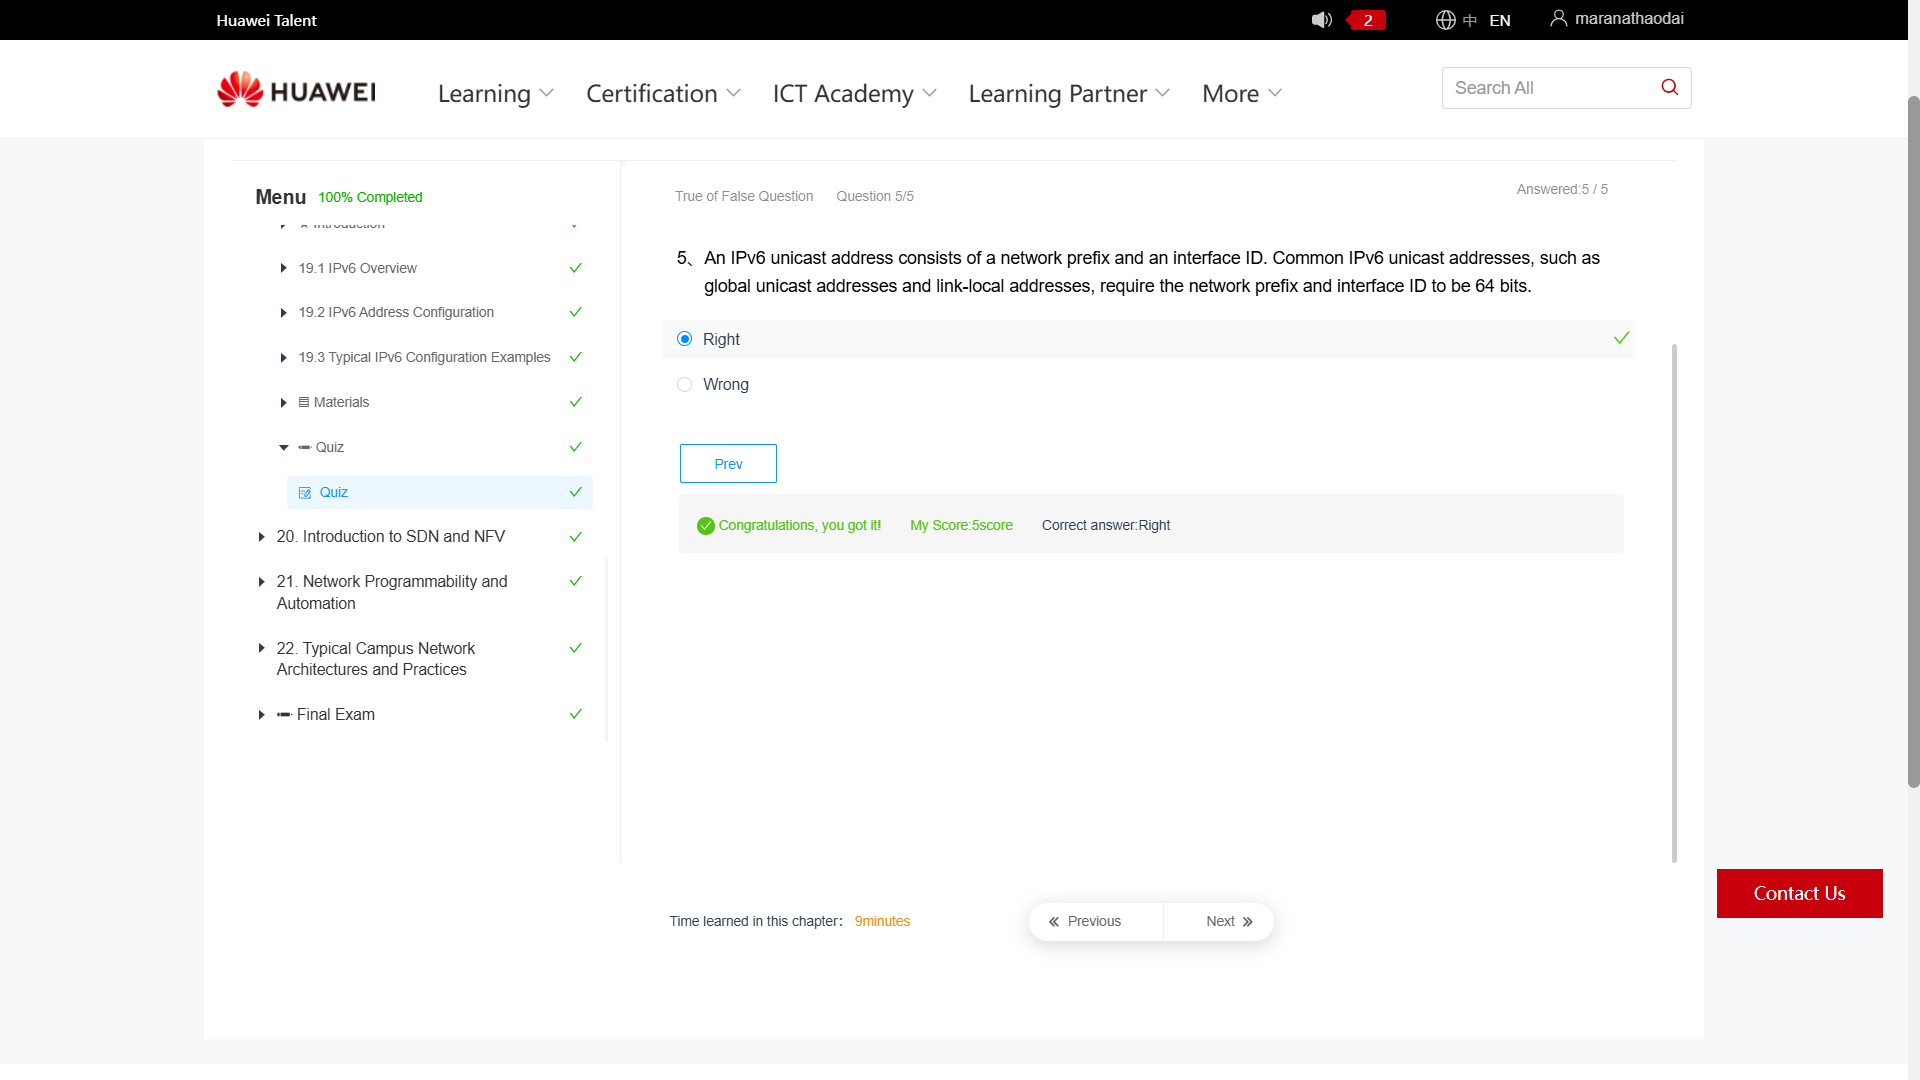 Huawei Talent
2
中 EN
maranathaodai
HUAWEI
Learning
Certification
ICT Academy
Learning Partner
More
Search All
Menu 100% Completed
Introduction
19.1 IPv6 Overview
19.2 IPv6 Address Configuration
19.3 Typical IPv6 Configuration Examples
Materials
Quiz
Quiz
20. Introduction to SDN and NFV
21. Network Programmability and
Automation
22. Typical Campus Network
Architectures and Practices
Final Exam
True of False Question Question 5/5
Answered:5 / 5
5、 An IPv6 unicast address consists of a network prefix and an interface ID. Common IPv6 unicast addresses, such as
global unicast addresses and link-local addresses, require the network prefix and interface ID to be 64 bits.
Right
Wrong
Prev
Congratulations, you got it! My Score:5score Correct answer:Right
Time learned in this chapter： 9minutes
Previous
Next
Contact Us